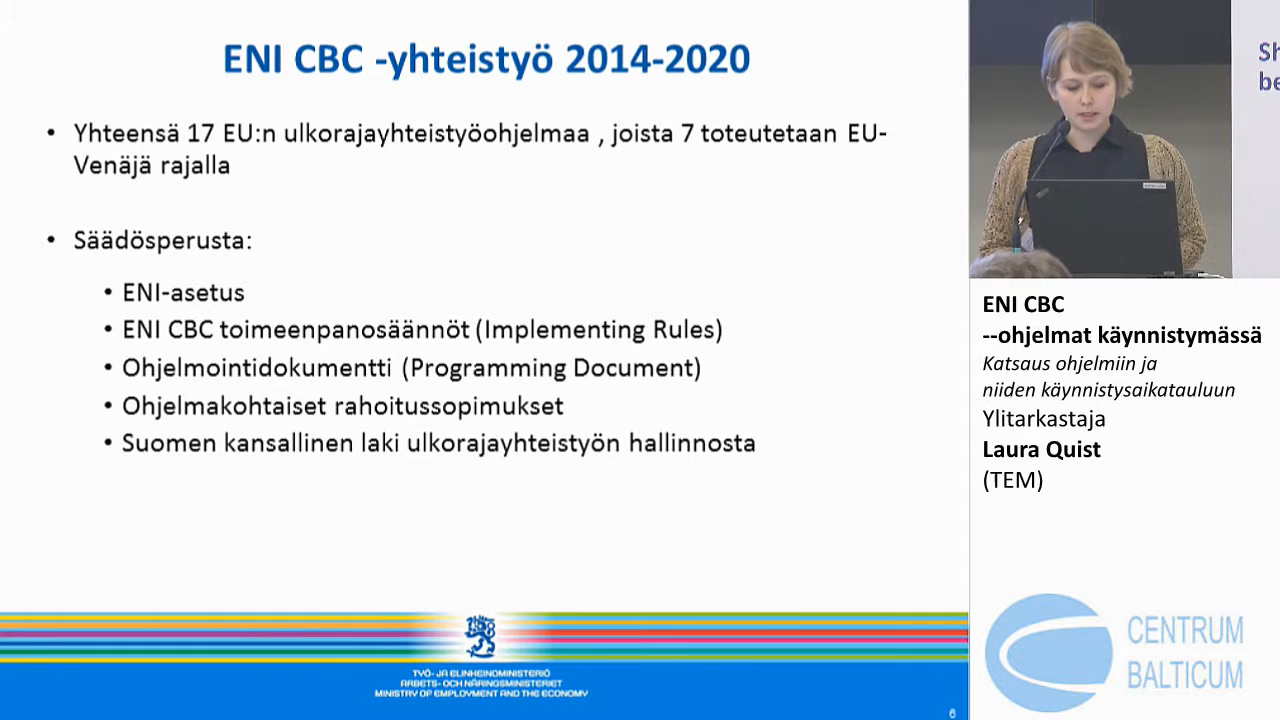 ENI CBC -yhteistyö 2014-2020
• Yhteensä 17 EU:n ulkorajayhteistyöohjelmaa , joista 7 toteutetaan EU-
Venäjä rajalla
• Säädösperusta:
• ENI-asetus
• ENI CBC toimeenpanosäännöt (Implementing Rules)
• Ohjelmointidokumentti (Programming Document)
• Ohjelmakohtaiset rahoitussopimukset
• Suomen kansallinen laki ulkorajayhteistyön hallinnosta
TYÖ- JA ELINKEINOMINISTERIÖ
ARBETS- OCH NÄRINGSMINISTERIET
MINISTRY OF EMPLOYMENT AND THE ECONOMY
6
Sh
be
ENI CBC
--ohjelmat käynnistymässä
Katsaus ohjelmiin ja
niiden käynnistysaikatauluun
Ylitarkastaja
Laura Quist
(TEM)
CENTRUM
BALTICUM